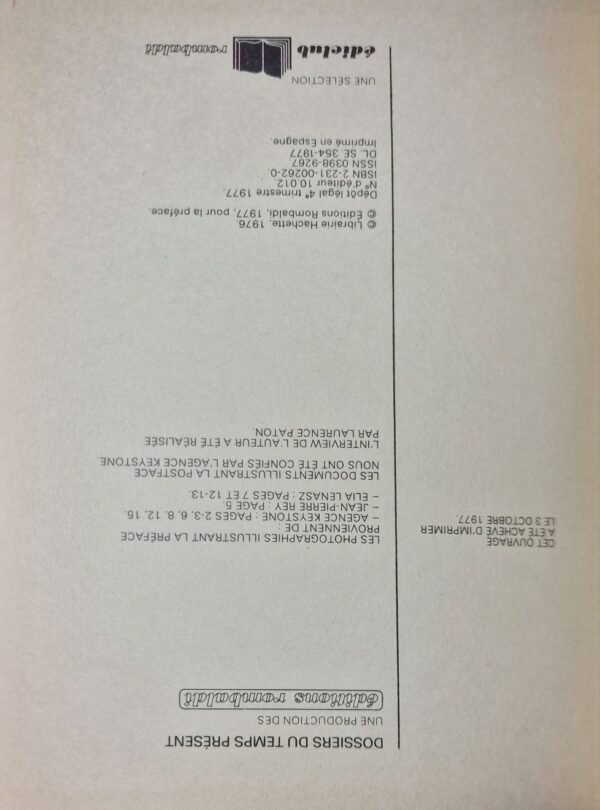 DOSSIERS DU TEMPS PRÉSENT
UNE PRODUCTION DES
éditions rombaldi
LES PHOTOGRAPHIES ILLUSTRANT LA PRÉFACE
PROVIENNENT DE :
– AGENCE KEYSTONE : PAGES 2-3, 6, 8, 12, 15.
– JEAN-PIERRE REY : PAGE 5.
– ELIA LENASZ : PAGES 7 ET 12-13.
LES DOCUMENTS ILLUSTRANT LA POSTFACE
NOUS ONT ÉTÉ CONFIÉS PAR L'AGENCE KEYSTONE.
L'INTERVIEW DE L'AUTEUR A ÉTÉ RÉALISÉE
PAR LAURENCE PATON.
CET OUVRAGE
A ÉTÉ ACHEVÉ D'IMPRIMER
LE 3 OCTOBRE 1977.
© Librairie Hachette, 1976.
© Éditions Rombaldi, 1977, pour la préface.
Dépôt légal 4e trimestre 1977.
N° d'éditeur 10.012.
ISBN 2-231-00262-0
ISSN 0398-9267
DL. SE. 354-1977
Imprimé en Espagne.
UNE SÉLECTION
édiclub rombaldi